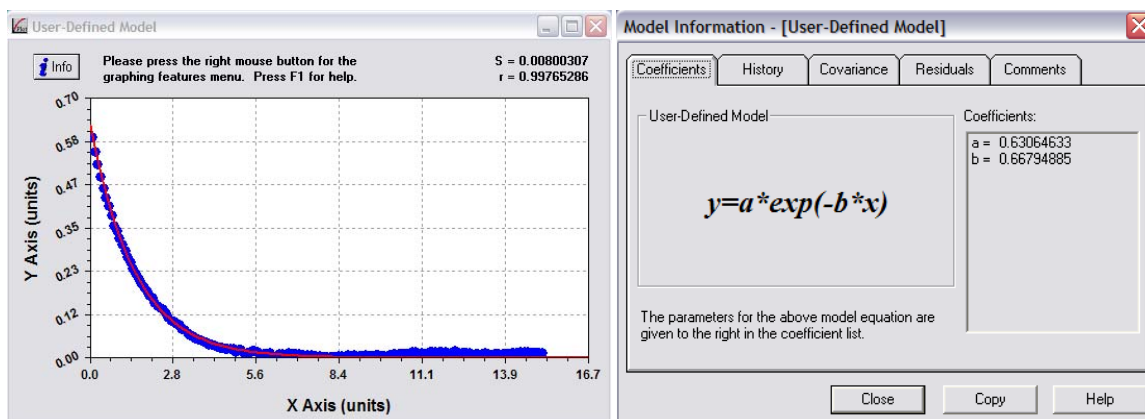 User-Defined Model
i Info
Please press the right mouse button for the
graphing features menu. Press F1 for help.
S = 0.00800307
r = 0.99765286
Y Axis (units)
0.70
0.58
0.47
0.35
0.23
0.12
0.00
0.0 2.8 5.6 8.4 11.1 13.9 16.7
X Axis (units)
Model Information - [User-Defined Model]
Coefficients History Covariance Residuals Comments
User-Defined Model
y=a*exp(-b*x)
The parameters for the above model equation are
given to the right in the coefficient list.
Coefficients:
a = 0.63064633
b = 0.66794885
Close Copy Help